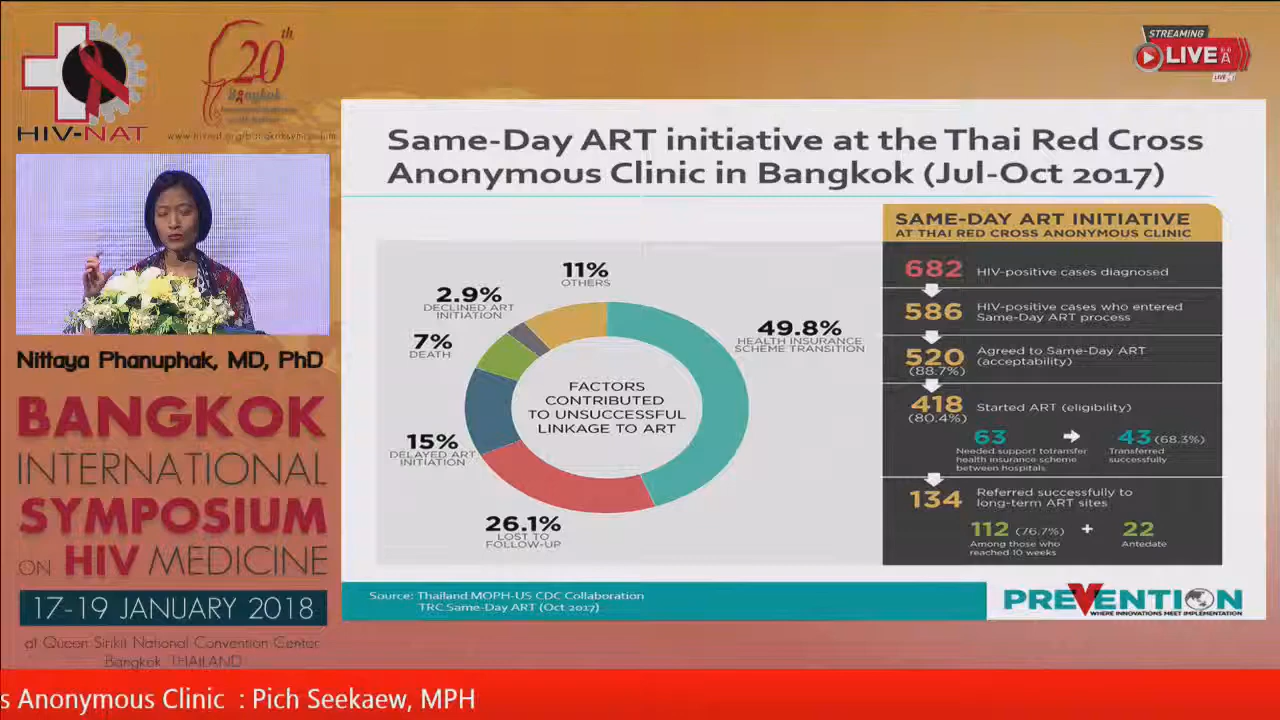 HIV-NAT
20th
Bangkok
STREAMING
LIVE
Nittaya Phanuphak, MD, PhD
BANGKOK
INTERNATIONAL
SYMPOSIUM
ON HIV MEDICINE
17-19 JANUARY 2018
at Queen Sirikit National Convention Center
Bangkok THAILAND
Same-Day ART initiative at the Thai Red Cross
Anonymous Clinic in Bangkok (Jul-Oct 2017)
11%
OTHERS
2.9%
DECLINED ART
INITIATION
7%
DEATH
49.8%
HEALTH INSURANCE
SCHEME TRANSITION
FACTORS
CONTRIBUTED
TO UNSUCCESSFUL
LINKAGE TO ART
15%
DELAYED ART
INITIATION
26.1%
LOST TO
FOLLOW-UP
SAME-DAY ART INITIATIVE
AT THAI RED CROSS ANONYMOUS CLINIC
682 HIV-positive cases diagnosed
586 HIV-positive cases who entered
Same-Day ART process
520 Agreed to Same-Day ART
(88.7%) (acceptability)
418 Started ART (eligibility)
(80.4%)
63 43 (68.3%)
Needed support totransfer
health insurance scheme
between hospitals
Transferred
successfully
134 Referred successfully to
long-term ART sites
112 (76.7%) + 22
Among those who
reached 10 weeks
Antedate
Source: Thailand MOPH-US CDC Collaboration
TRC Same-Day ART (Oct 2017)
PREVENTION
WHERE INNOVATIONS MEET IMPLEMENTATION
s Anonymous Clinic : Pich Seekaew, MPH